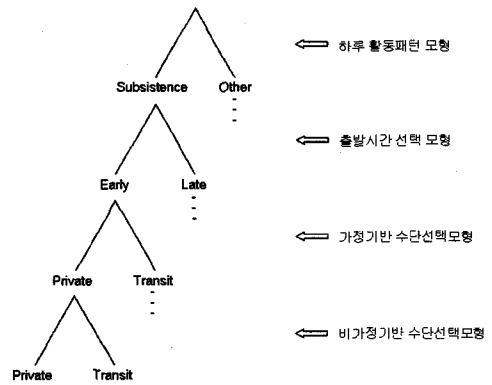 하루 활동패턴 모형
Subsistence Other
출발시간 선택 모형
Early Late
가정기반 수단선택모형
Private Transit
비가정기반 수단선택모형
Private Transit